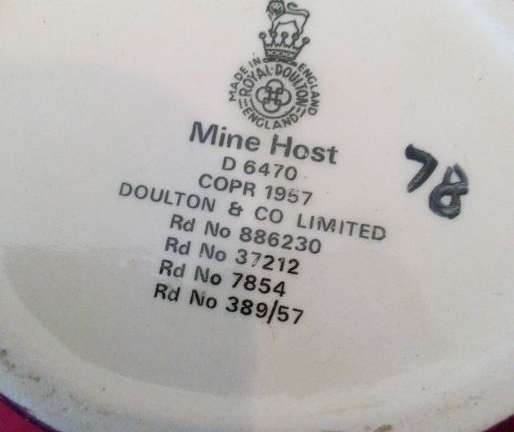 MADE IN ENGLAND
ROYAL·DOULTON
ENGLAND
Mine Host
D 6470
COPR 1957
DOULTON & CO LIMITED
Rd No 886230
Rd No 37212
Rd No 7854
Rd No 389/57
78